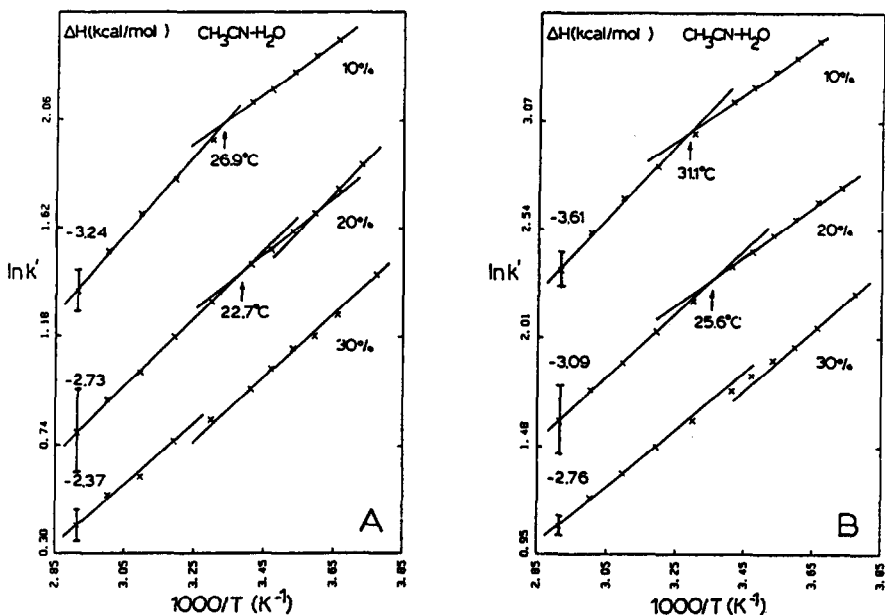 ΔH(kcal/mol) CH₃CN+H₂O
10%
2.06
26.9°C
20%
1.62
-3.24
ln k'
22.7°C
1.18
30%
-2.73
0.74
-2.37
A
0.30
2.85 3.05 3.25 3.45 3.65 3.85
1000/T (K⁻¹)
ΔH(kcal/mol) CH₃CN+H₂O
10%
3.07
31.1°C
-3.61
2.54
20%
ln k'
25.6°C
2.01
-3.09
30%
1.48
-2.76
B
0.95
2.85 3.05 3.25 3.45 3.65 3.85
1000/T (K⁻¹)